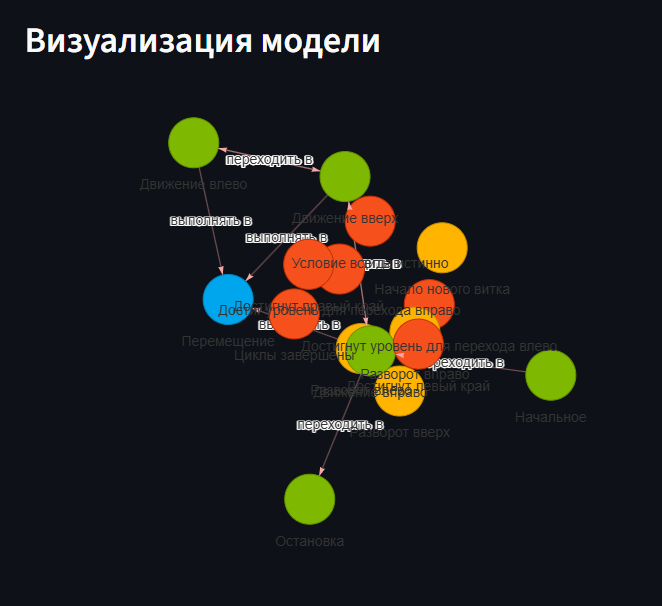 Визуализация модели
переходить в
Движение влево
Движение вверх
выполнять в
выполнять в
Условие всегда истинно
Начало нового витка
Достигнут правый край
Достигнут уровень для перехода вправо
Перемещение
Циклы завершены
Достигнут уровень для перехода влево
переходить в
Разворот вправо
Достигнут левый край
Движение вправо
Начальное
переходить в
Разворот вверх
Остановка